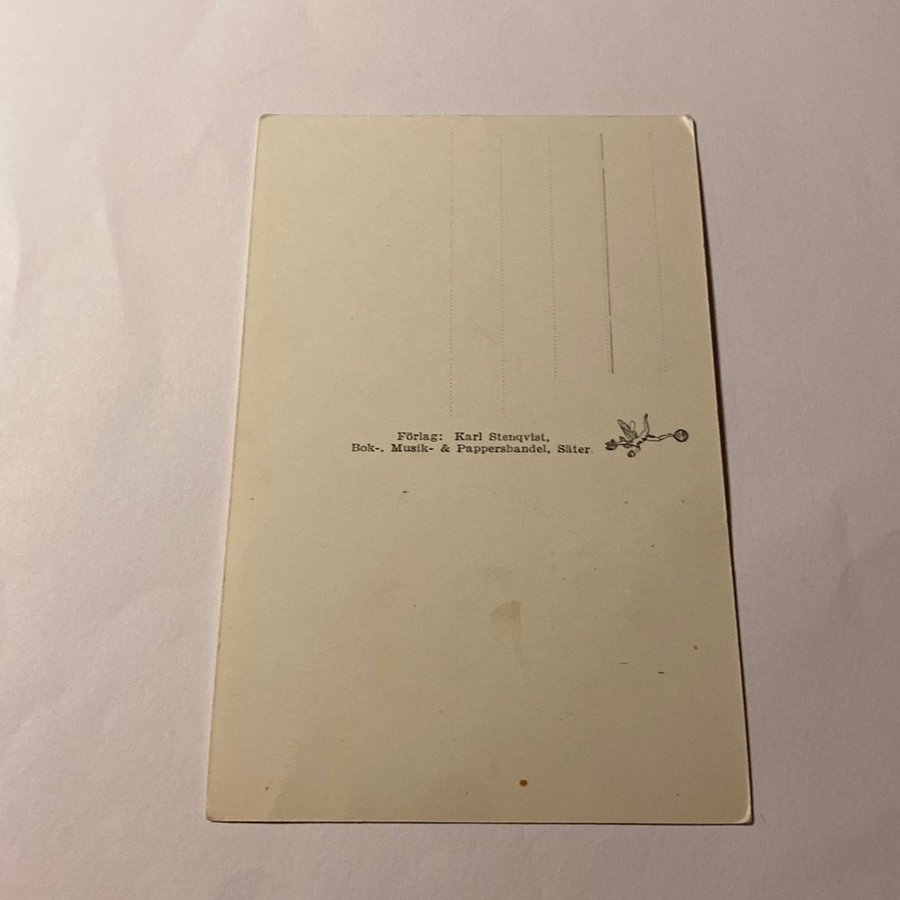 Förlag: Karl Stenqvist,
Bok-, Musik- & Pappershandel, Säter